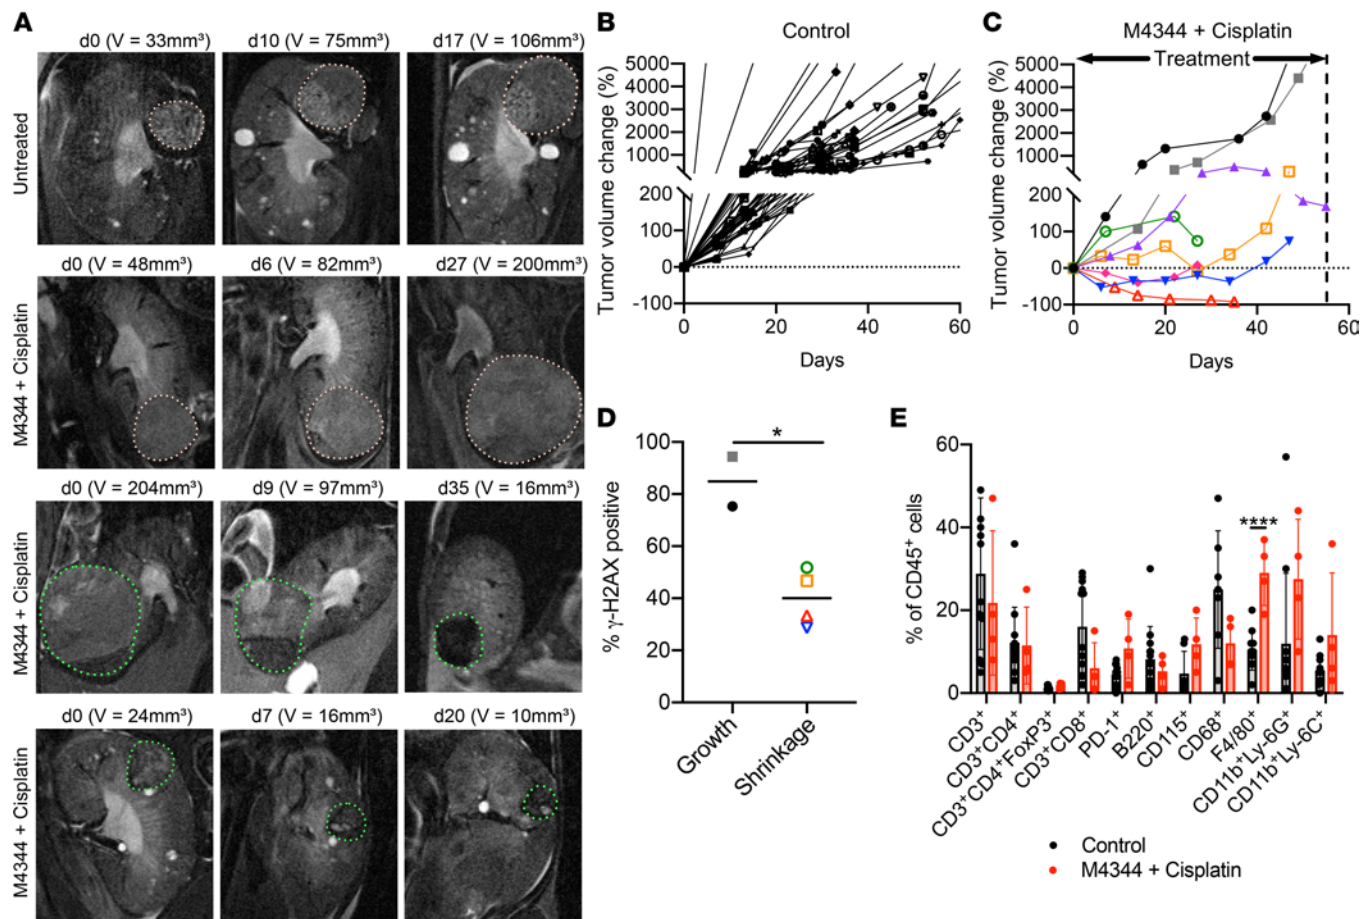 A
d0 (V = 33mm³) d10 (V = 75mm³) d17 (V = 106mm³)
Untreated
d0 (V = 48mm³) d6 (V = 82mm³) d27 (V = 200mm³)
M4344 + Cisplatin
d0 (V = 204mm³) d9 (V = 97mm³) d35 (V = 16mm³)
M4344 + Cisplatin
d0 (V = 24mm³) d7 (V = 16mm³) d20 (V = 10mm³)
M4344 + Cisplatin
B
Control
Tumor volume change (%)
5000
4000
3000
2000
1000
200
100
0
-100
0 20 40 60
Days
C
M4344 + Cisplatin
Treatment
Tumor volume change (%)
5000
4000
3000
2000
1000
200
100
0
-100
0 20 40 60
Days
D
*
% γ-H2AX positive
100
80
60
40
20
0
Growth
Shrinkage
E
% of CD45⁺ cells
60
40
20
0
****
CD3⁺
CD3⁺CD4⁺
CD3⁺CD4⁺FoxP3⁺
CD3⁺CD8⁺
PD-1⁺
B220⁺
CD115⁺
CD68⁺
F4/80⁺
CD11b⁺Ly-6G⁺
CD11b⁺Ly-6C⁺
Control
M4344 + Cisplatin